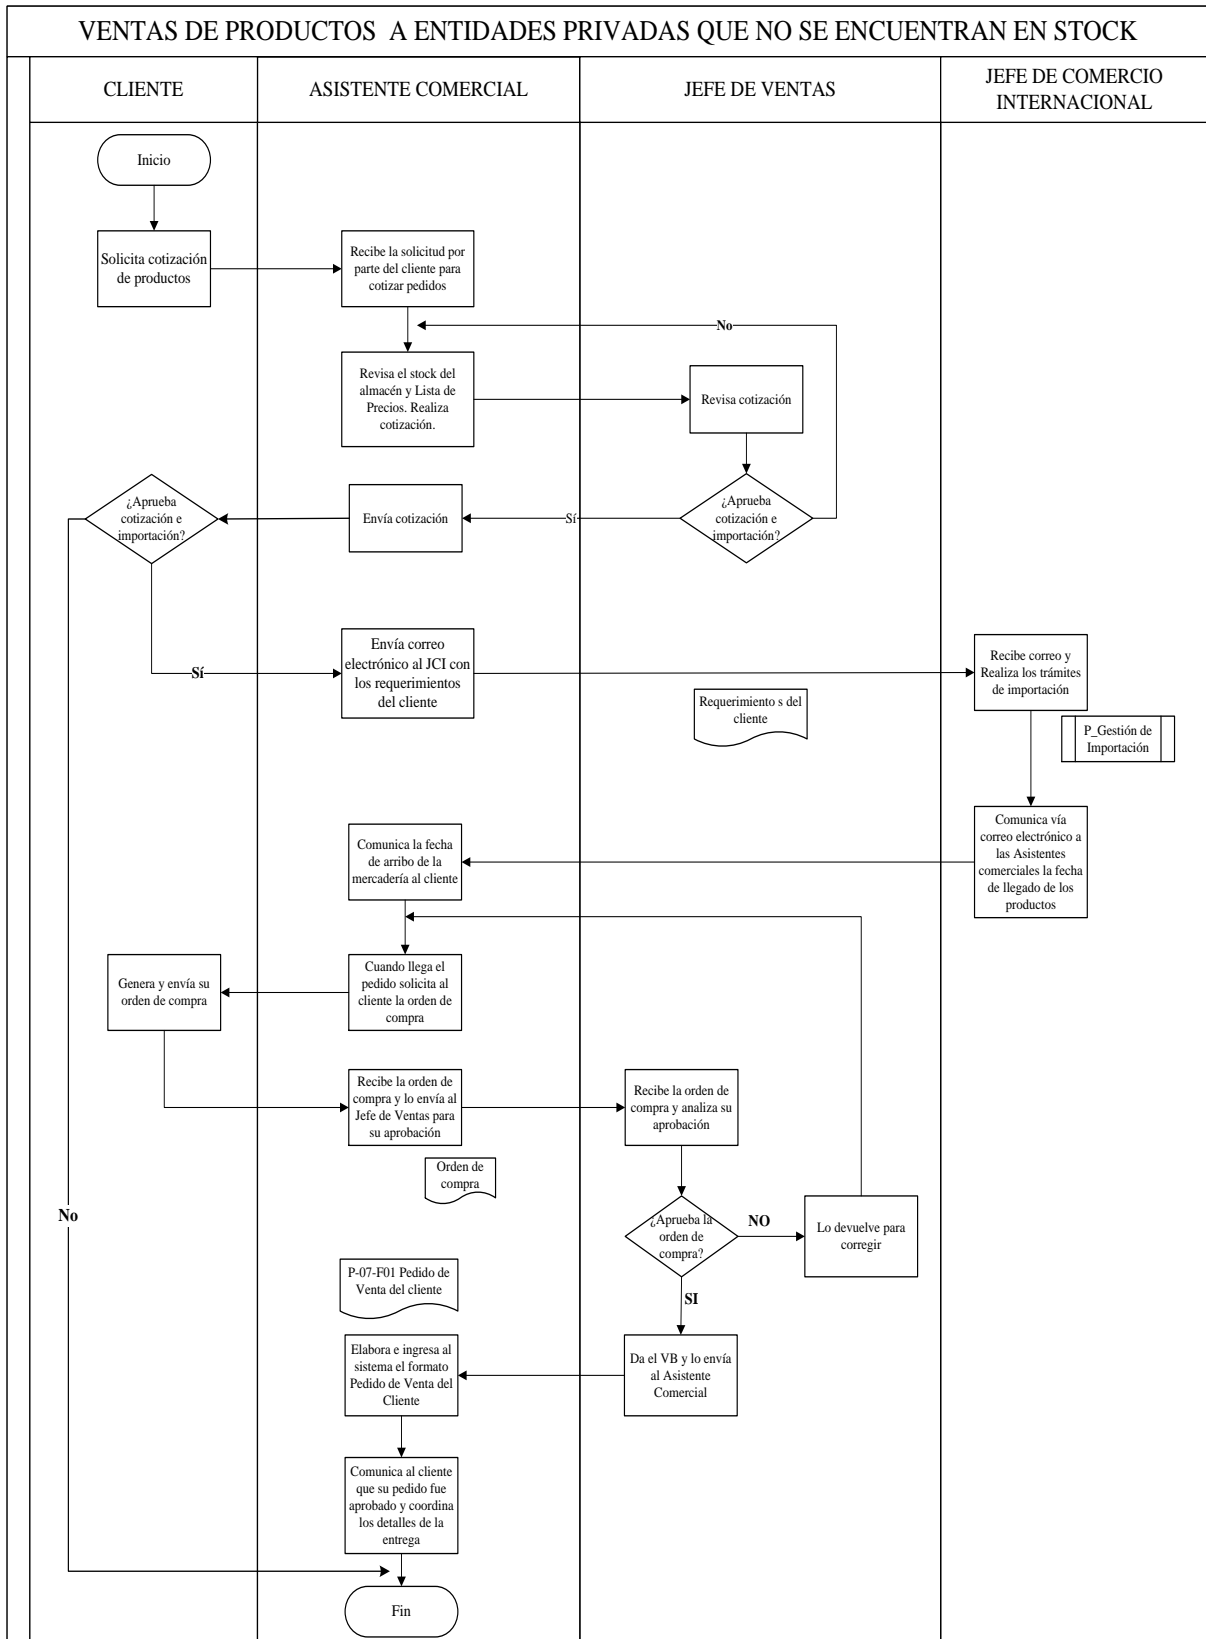 VENTAS DE PRODUCTOS A ENTIDADES PRIVADAS QUE NO SE ENCUENTRAN EN STOCK
CLIENTE
ASISTENTE COMERCIAL
JEFE DE VENTAS
JEFE DE COMERCIO
INTERNACIONAL
Inicio
Solicita cotización
de productos
Recibe la solicitud por
parte del cliente para
cotizar pedidos
No
Revisa el stock del
almacén y Lista de
Precios. Realiza
cotización.
Revisa cotización
¿Aprueba
cotización e
importación?
Sí
Envía cotización
¿Aprueba
cotización e
importación?
Sí
Envía correo
electrónico al JCI con
los requerimientos
del cliente
Requerimiento s del
cliente
Recibe correo y
Realiza los trámites
de importación
P_Gestión de
Importación
Comunica vía
correo electrónico a
las Asistentes
comerciales la fecha
de llegado de los
productos
Comunica la fecha
de arribo de la
mercadería al cliente
Cuando llega el
pedido solicita al
cliente la orden de
compra
Genera y envía su
orden de compra
Recibe la orden de
compra y lo envía al
Jefe de Ventas para
su aprobación
Orden de
compra
Recibe la orden de
compra y analiza su
aprobación
¿Aprueba la
orden de
compra?
NO
Lo devuelve para
corregir
SI
No
P-07-F01 Pedido de
Venta del cliente
Da el VB y lo envía
al Asistente
Comercial
Elabora e ingresa al
sistema el formato
Pedido de Venta del
Cliente
Comunica al cliente
que su pedido fue
aprobado y coordina
los detalles de la
entrega
Fin